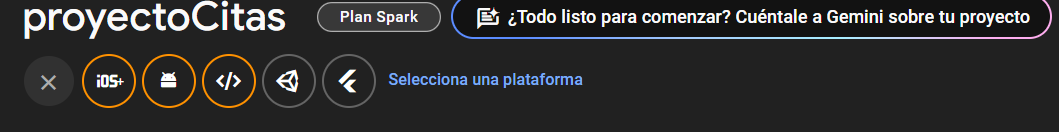 proyectoCitas
Plan Spark
¿Todo listo para comenzar? Cuéntale a Gemini sobre tu proyecto
iOS+
Selecciona una plataforma